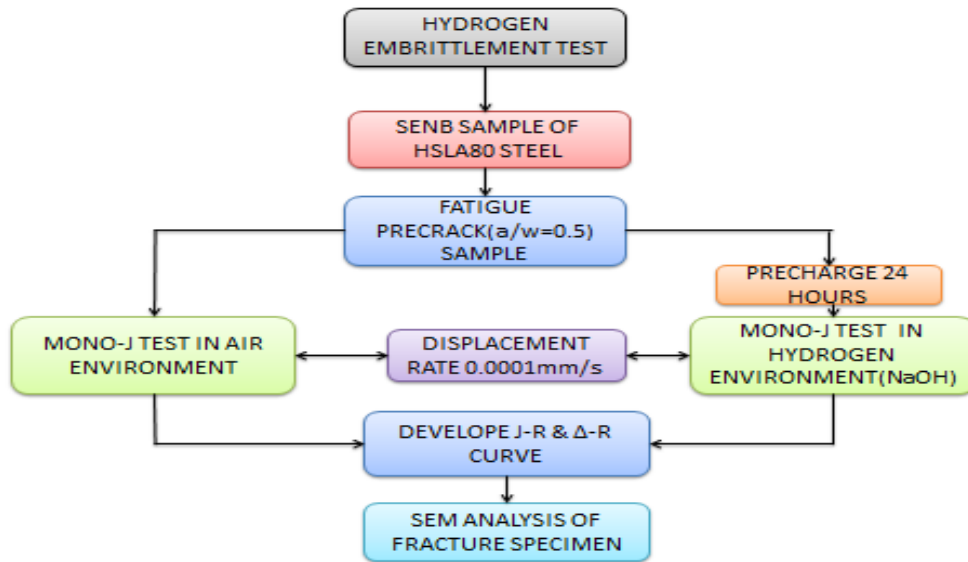 HYDROGEN
EMBRITTLEMENT TEST
SENB SAMPLE OF
HSLA80 STEEL
FATIGUE
PRECRACK(a/w=0.5)
SAMPLE
PRECHARGE 24
HOURS
MONO-J TEST IN AIR
ENVIRONMENT
DISPLACEMENT
RATE 0.0001mm/s
MONO-J TEST IN
HYDROGEN
ENVIRONMENT(NaOH)
DEVELOPE J-R & Δ-R
CURVE
SEM ANALYSIS OF
FRACTURE SPECIMEN